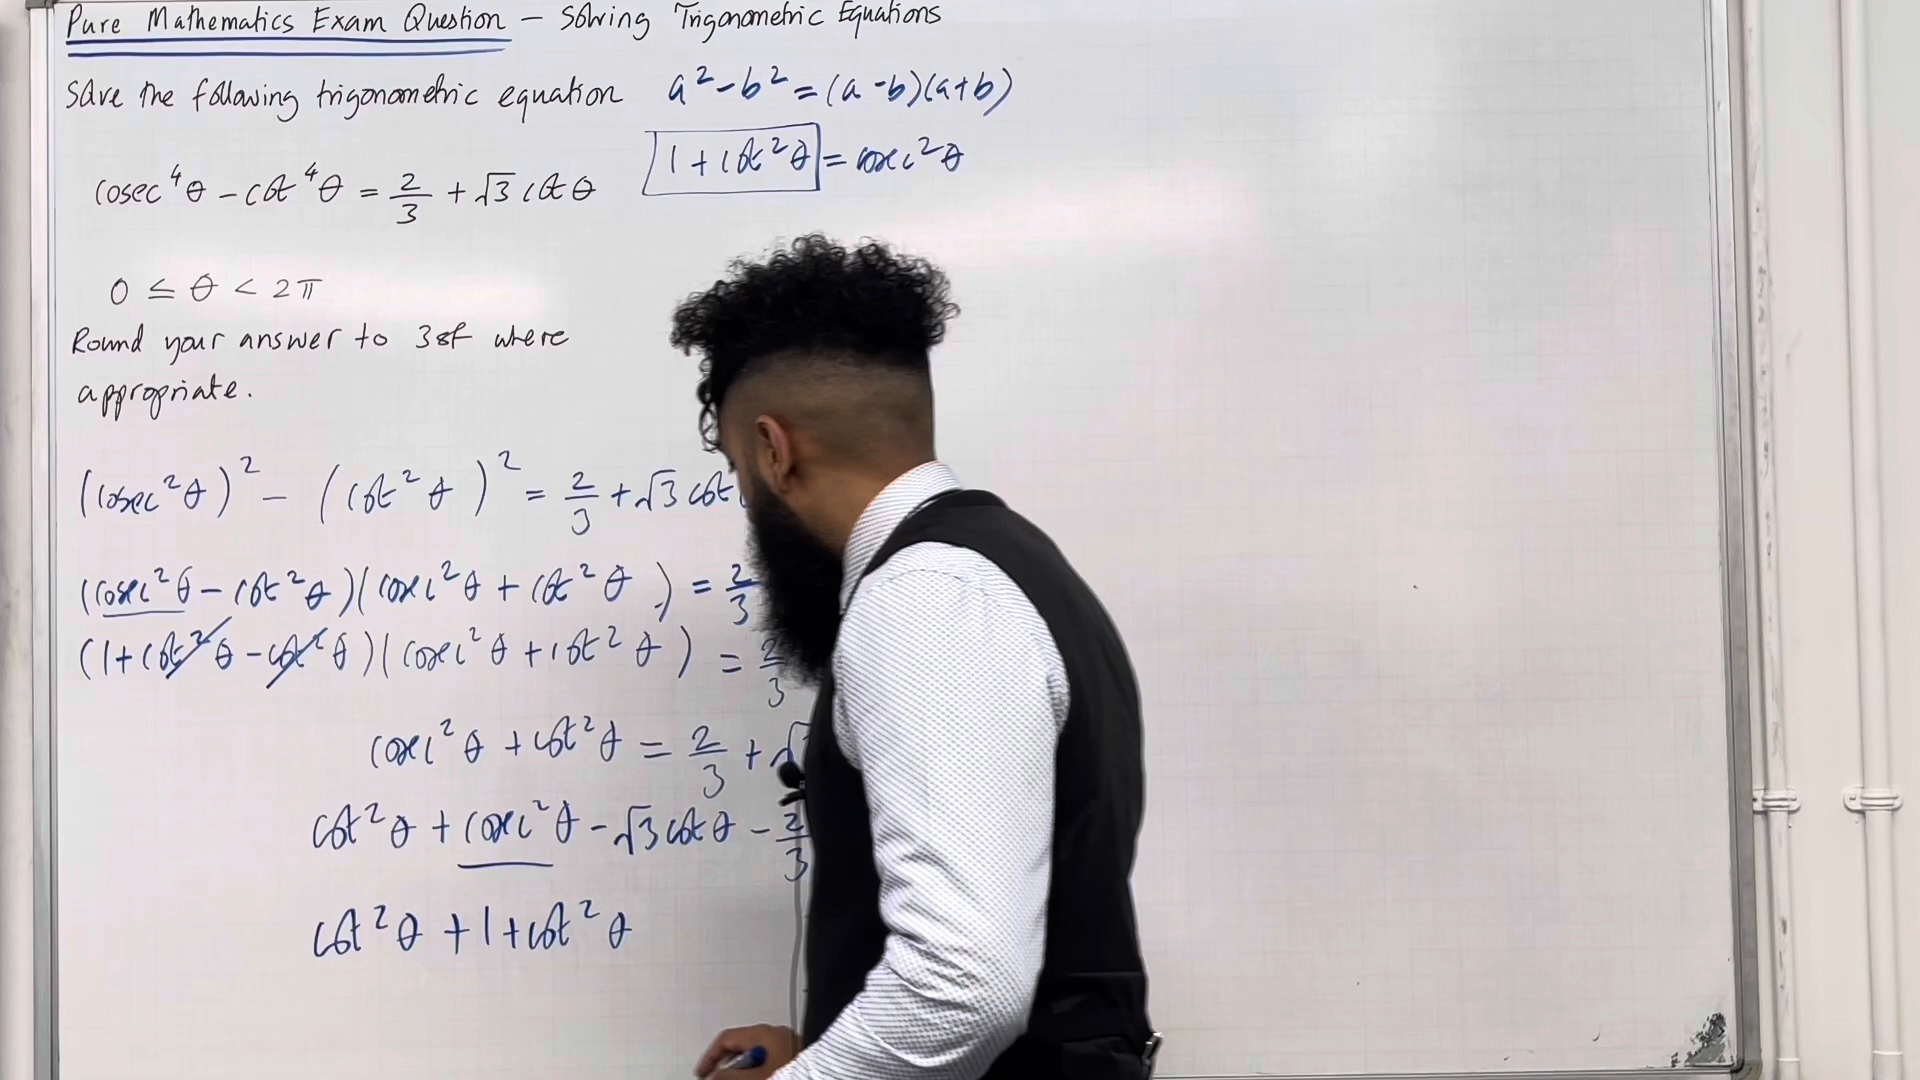 Pure Mathematics Exam Question – Solving Trigonometric Equations
Solve the following trigonometric equation
a² - b² = (a - b)(a + b)
1 + cot²θ = cosec²θ
cosec⁴θ - cot⁴θ = 2/3 + √3 cot θ
0 ≤ θ < 2π
Round your answer to 3sf where
appropriate.
(cosec²θ)² - (cot²θ)² = 2/3 + √3 cot
(cosec²θ - cot²θ)(cosec²θ + cot²θ) = 2/3
(1 + cot²θ - cot²θ)(cosec²θ + cot²θ) = 2/3
cosec²θ + cot²θ = 2/3 + √
cot²θ + cosec²θ - √3 cot θ - 2/3
cot²θ + 1 + cot²θ